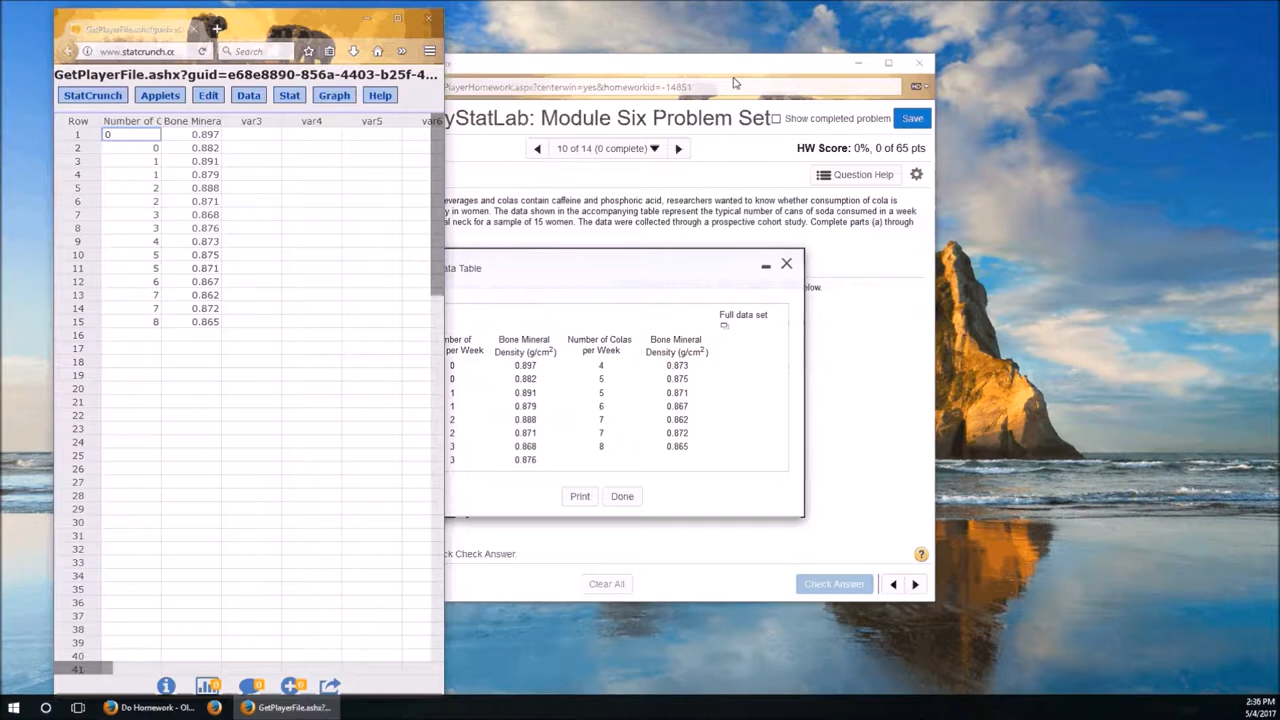 GetPlayerFile.ashx?guid=e6
www.statcrunch.cc
Search
GetPlayerFile.ashx?guid=e68e8890-856a-4403-b25f-4...
StatCrunch Applets Edit Data Stat Graph Help
Row Number of C Bone Minera var3 var4 var5 var6
1 0 0.897
2 0 0.882
3 1 0.891
4 1 0.879
5 2 0.888
6 2 0.871
7 3 0.868
8 3 0.876
9 4 0.873
10 5 0.875
11 5 0.871
12 6 0.867
13 7 0.862
14 7 0.872
15 8 0.865
16
17
18
19
20
21
22
23
24
25
26
27
28
29
30
31
32
33
34
35
36
37
38
39
40
41
0 0 0
PlayerHomework.aspx?centerwin=yes&homeworkid=-14851
HD
yStatLab: Module Six Problem Set
Show completed problem
Save
10 of 14 (0 complete)
HW Score: 0%, 0 of 65 pts
Question Help
everages and colas contain caffeine and phosphoric acid, researchers wanted to know whether consumption of cola is
y in women. The data shown in the accompanying table represent the typical number of cans of soda consumed in a week
al neck for a sample of 15 women. The data were collected through a prospective cohort study. Complete parts (a) through
elow.
ata Table
Full data set
mber of Bone Mineral Number of Colas Bone Mineral
per Week Density (g/cm2) per Week Density (g/cm2)
0 0.897 4 0.873
0 0.882 5 0.875
1 0.891 5 0.871
1 0.879 6 0.867
2 0.888 7 0.862
2 0.871 7 0.872
3 0.868 8 0.865
3 0.876
Print Done
ck Check Answer
?
Clear All
Check Answer
Do Homework - Ol...
GetPlayerFile.ashx?...
2:36 PM
5/4/2017